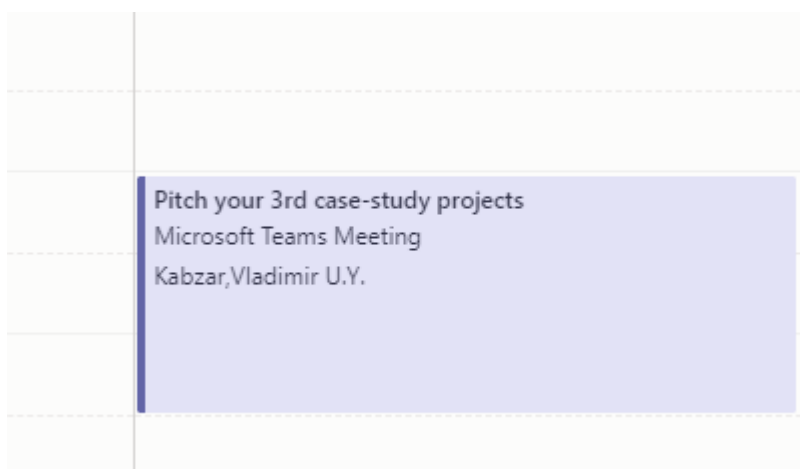 Pitch your 3rd case-study projects
Microsoft Teams Meeting
Kabzar,Vladimir U.Y.